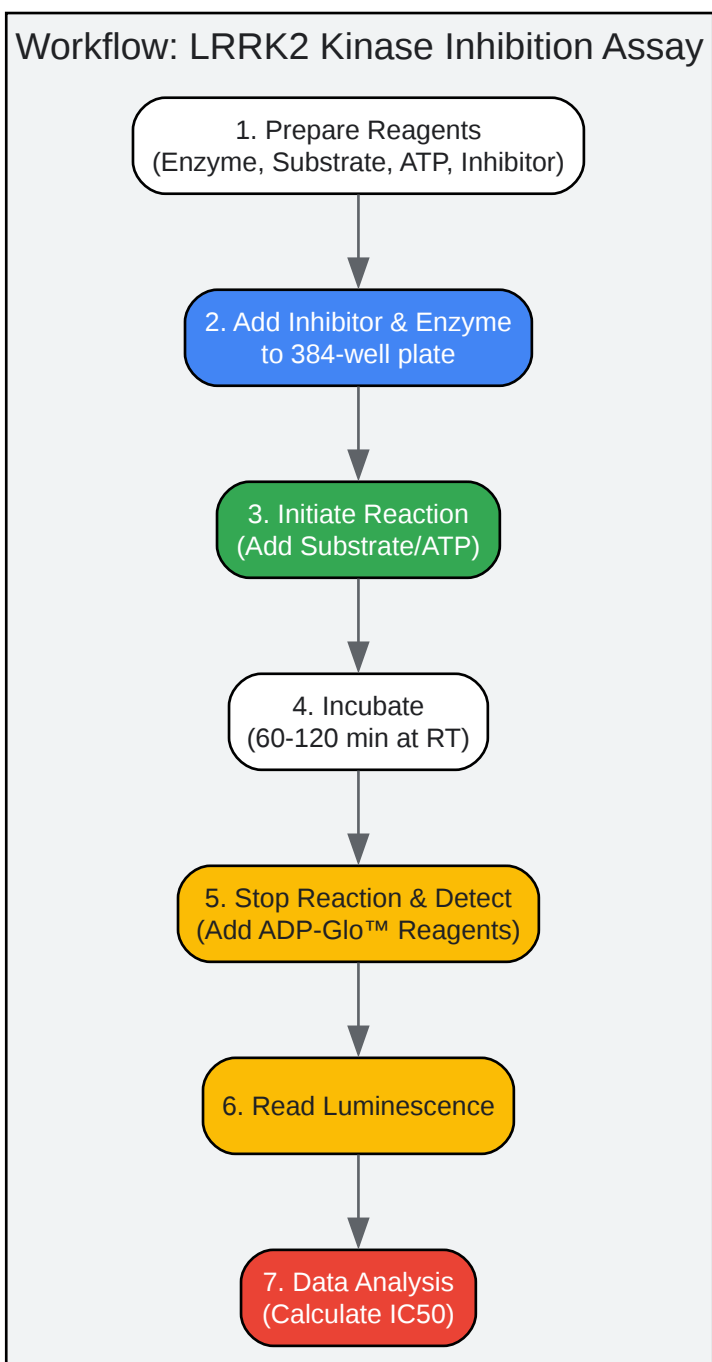 Workflow: LRRK2 Kinase Inhibition Assay
1. Prepare Reagents
(Enzyme, Substrate, ATP, Inhibitor)
2. Add Inhibitor & Enzyme
to 384-well plate
3. Initiate Reaction
(Add Substrate/ATP)
4. Incubate
(60-120 min at RT)
5. Stop Reaction & Detect
(Add ADP-Glo™ Reagents)
6. Read Luminescence
7. Data Analysis
(Calculate IC50)